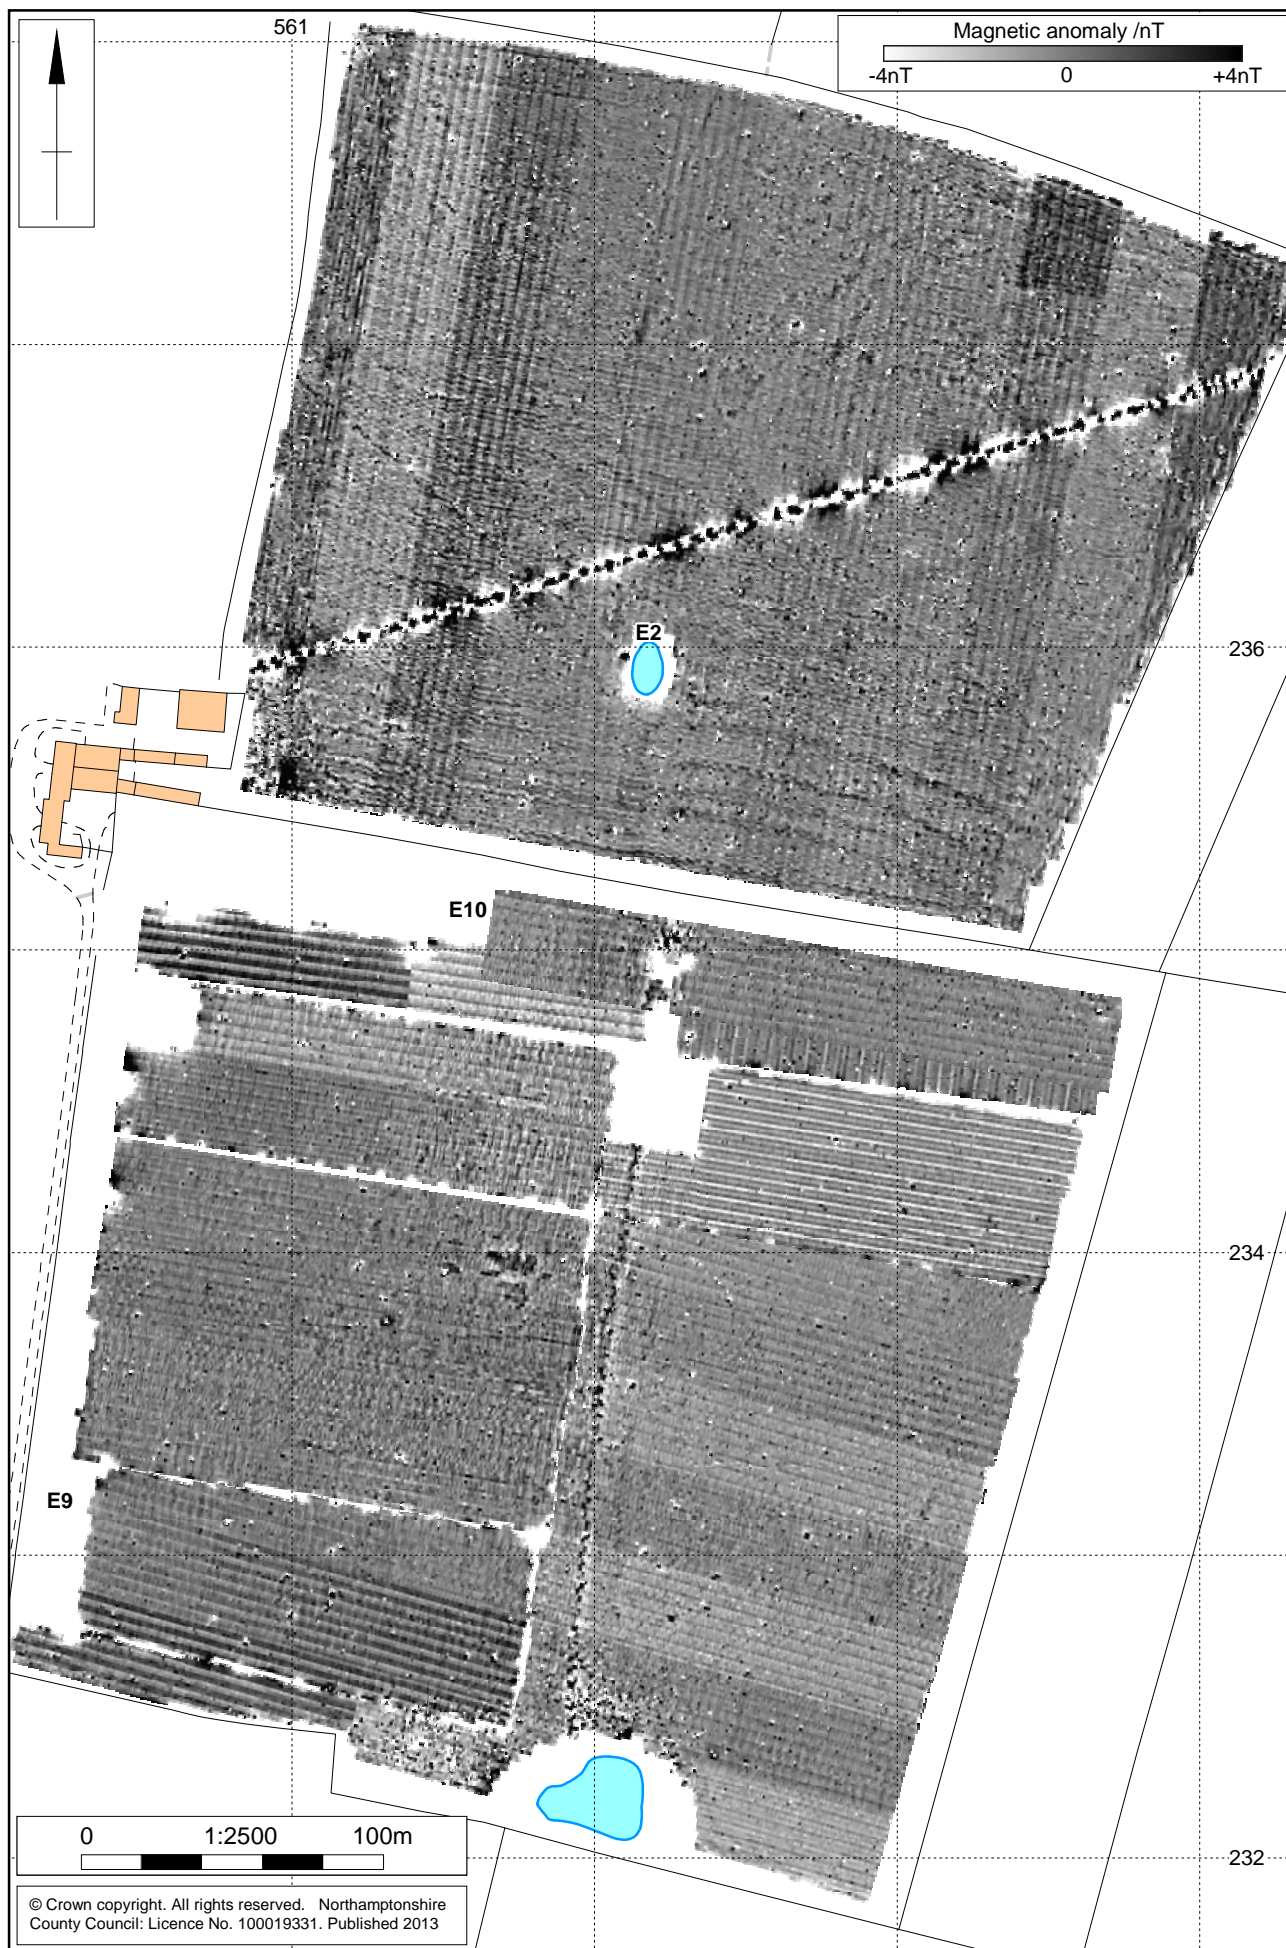 561
Magnetic anomaly /nT
-4nT 0 +4nT
E2
236
E10
234
E9
0 1:2500 100m
232
© Crown copyright. All rights reserved. Northamptonshire
County Council: Licence No. 100019331. Published 2013